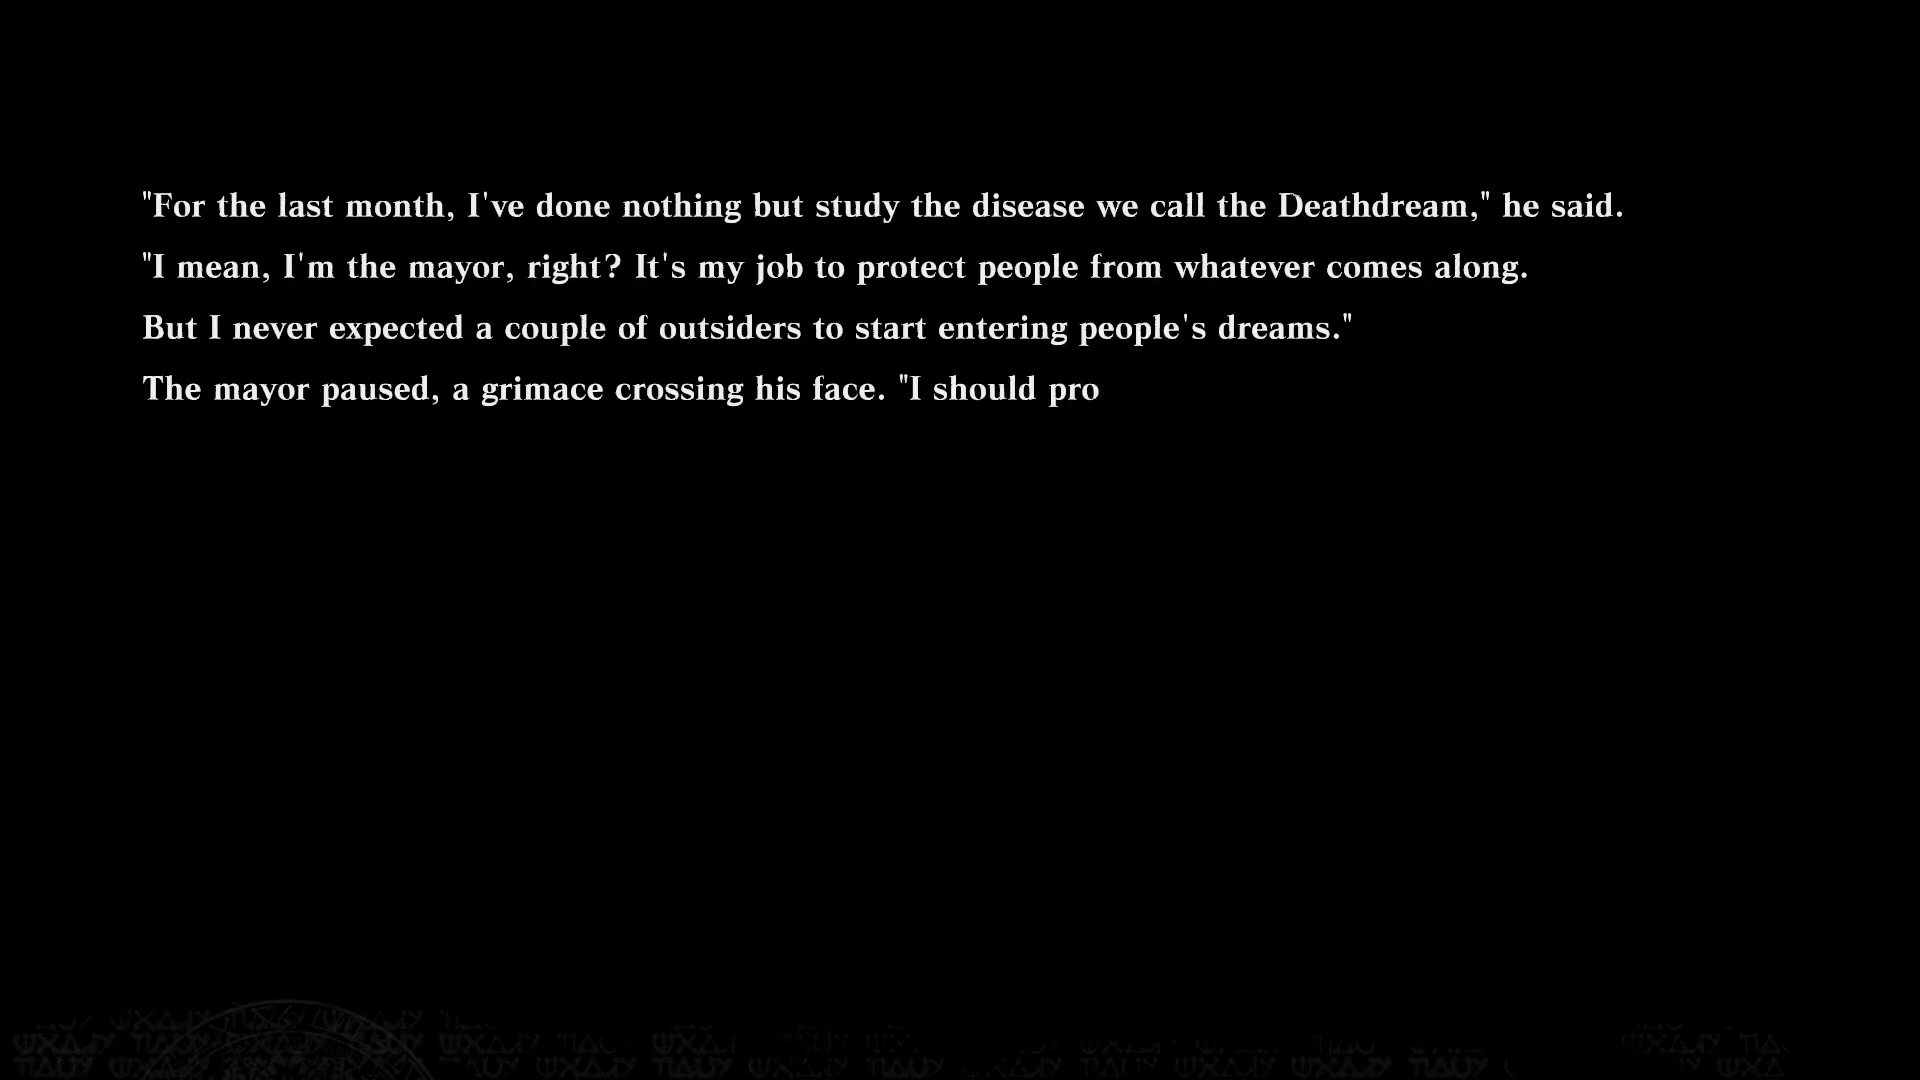 "For the last month, I've done nothing but study the disease we call the Deathdream," he said.
"I mean, I'm the mayor, right? It's my job to protect people from whatever comes along.
But I never expected a couple of outsiders to start entering people's dreams."
The mayor paused, a grimace crossing his face. "I should pro